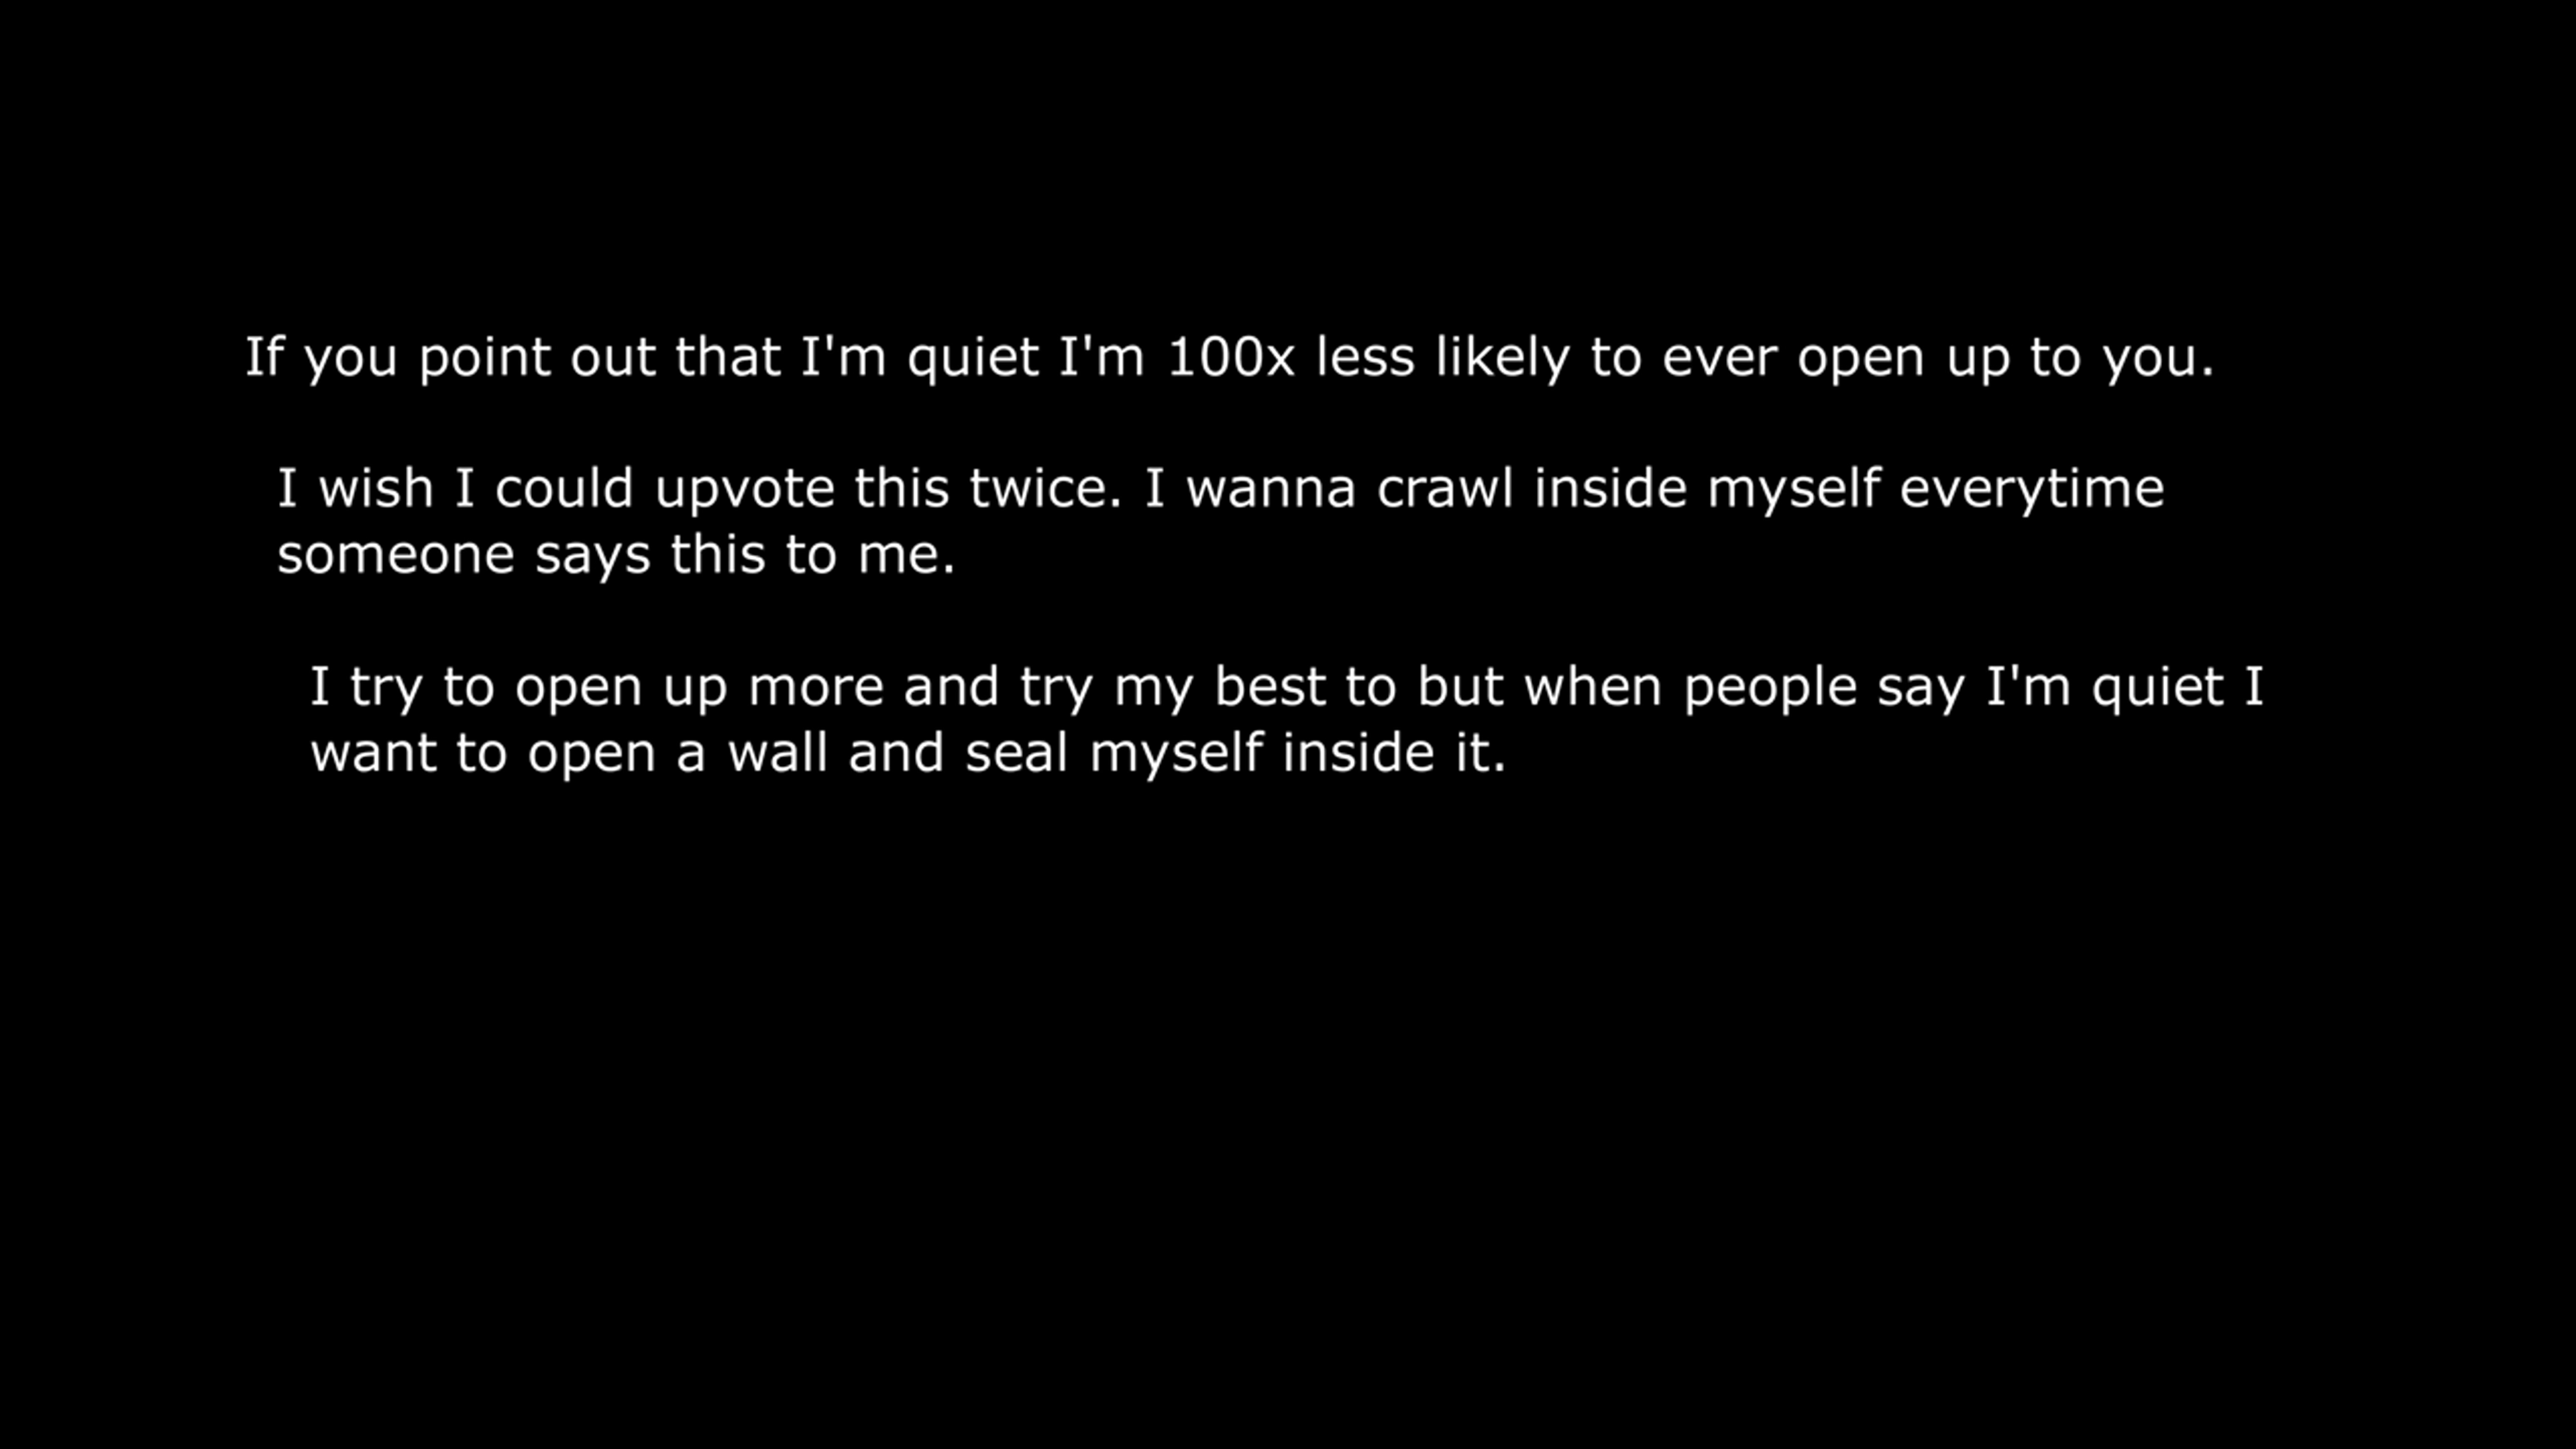 If you point out that I'm quiet I'm 100x less likely to ever open up to you.
I wish I could upvote this twice. I wanna crawl inside myself everytime
someone says this to me.
I try to open up more and try my best to but when people say I'm quiet I
want to open a wall and seal myself inside it.